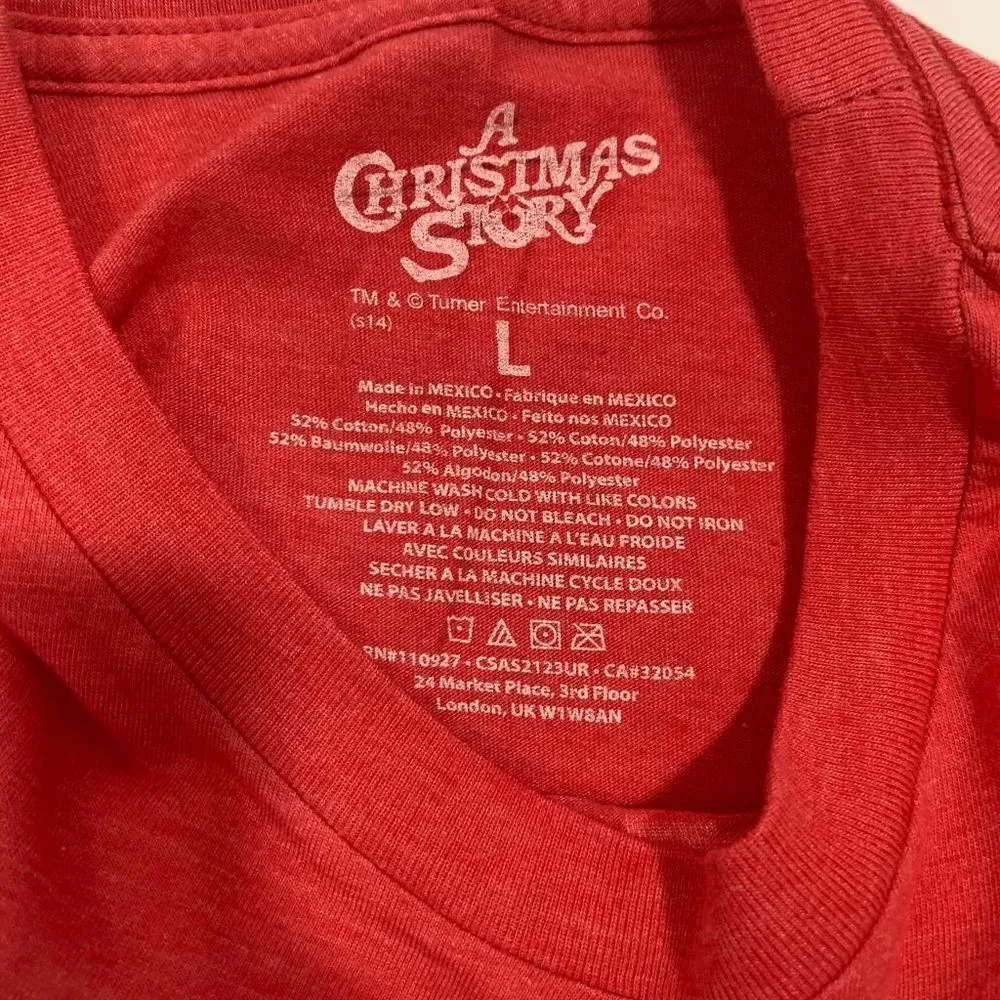 A
CHRISTMAS
STORY
TM & © Turner Entertainment Co.
(s14)
L
Made in MEXICO • Fabrique en MEXICO
Hecho en MEXICO • Feito nos MEXICO
52% Cotton/48% Polyester • 52% Coton/48% Polyester
52% Baumwolle/48% Polyester • 52% Cotone/48% Polyester
52% Algodon/48% Polyester
MACHINE WASH COLD WITH LIKE COLORS
TUMBLE DRY LOW • DO NOT BLEACH • DO NOT IRON
LAVER A LA MACHINE A L'EAU FROIDE
AVEC COULEURS SIMILAIRES
SECHER A LA MACHINE CYCLE DOUX
NE PAS JAVELLISER • NE PAS REPASSER
RN#110927 • CSAS2123UR • CA#32054
24 Market Place, 3rd Floor
London, UK W1W8AN